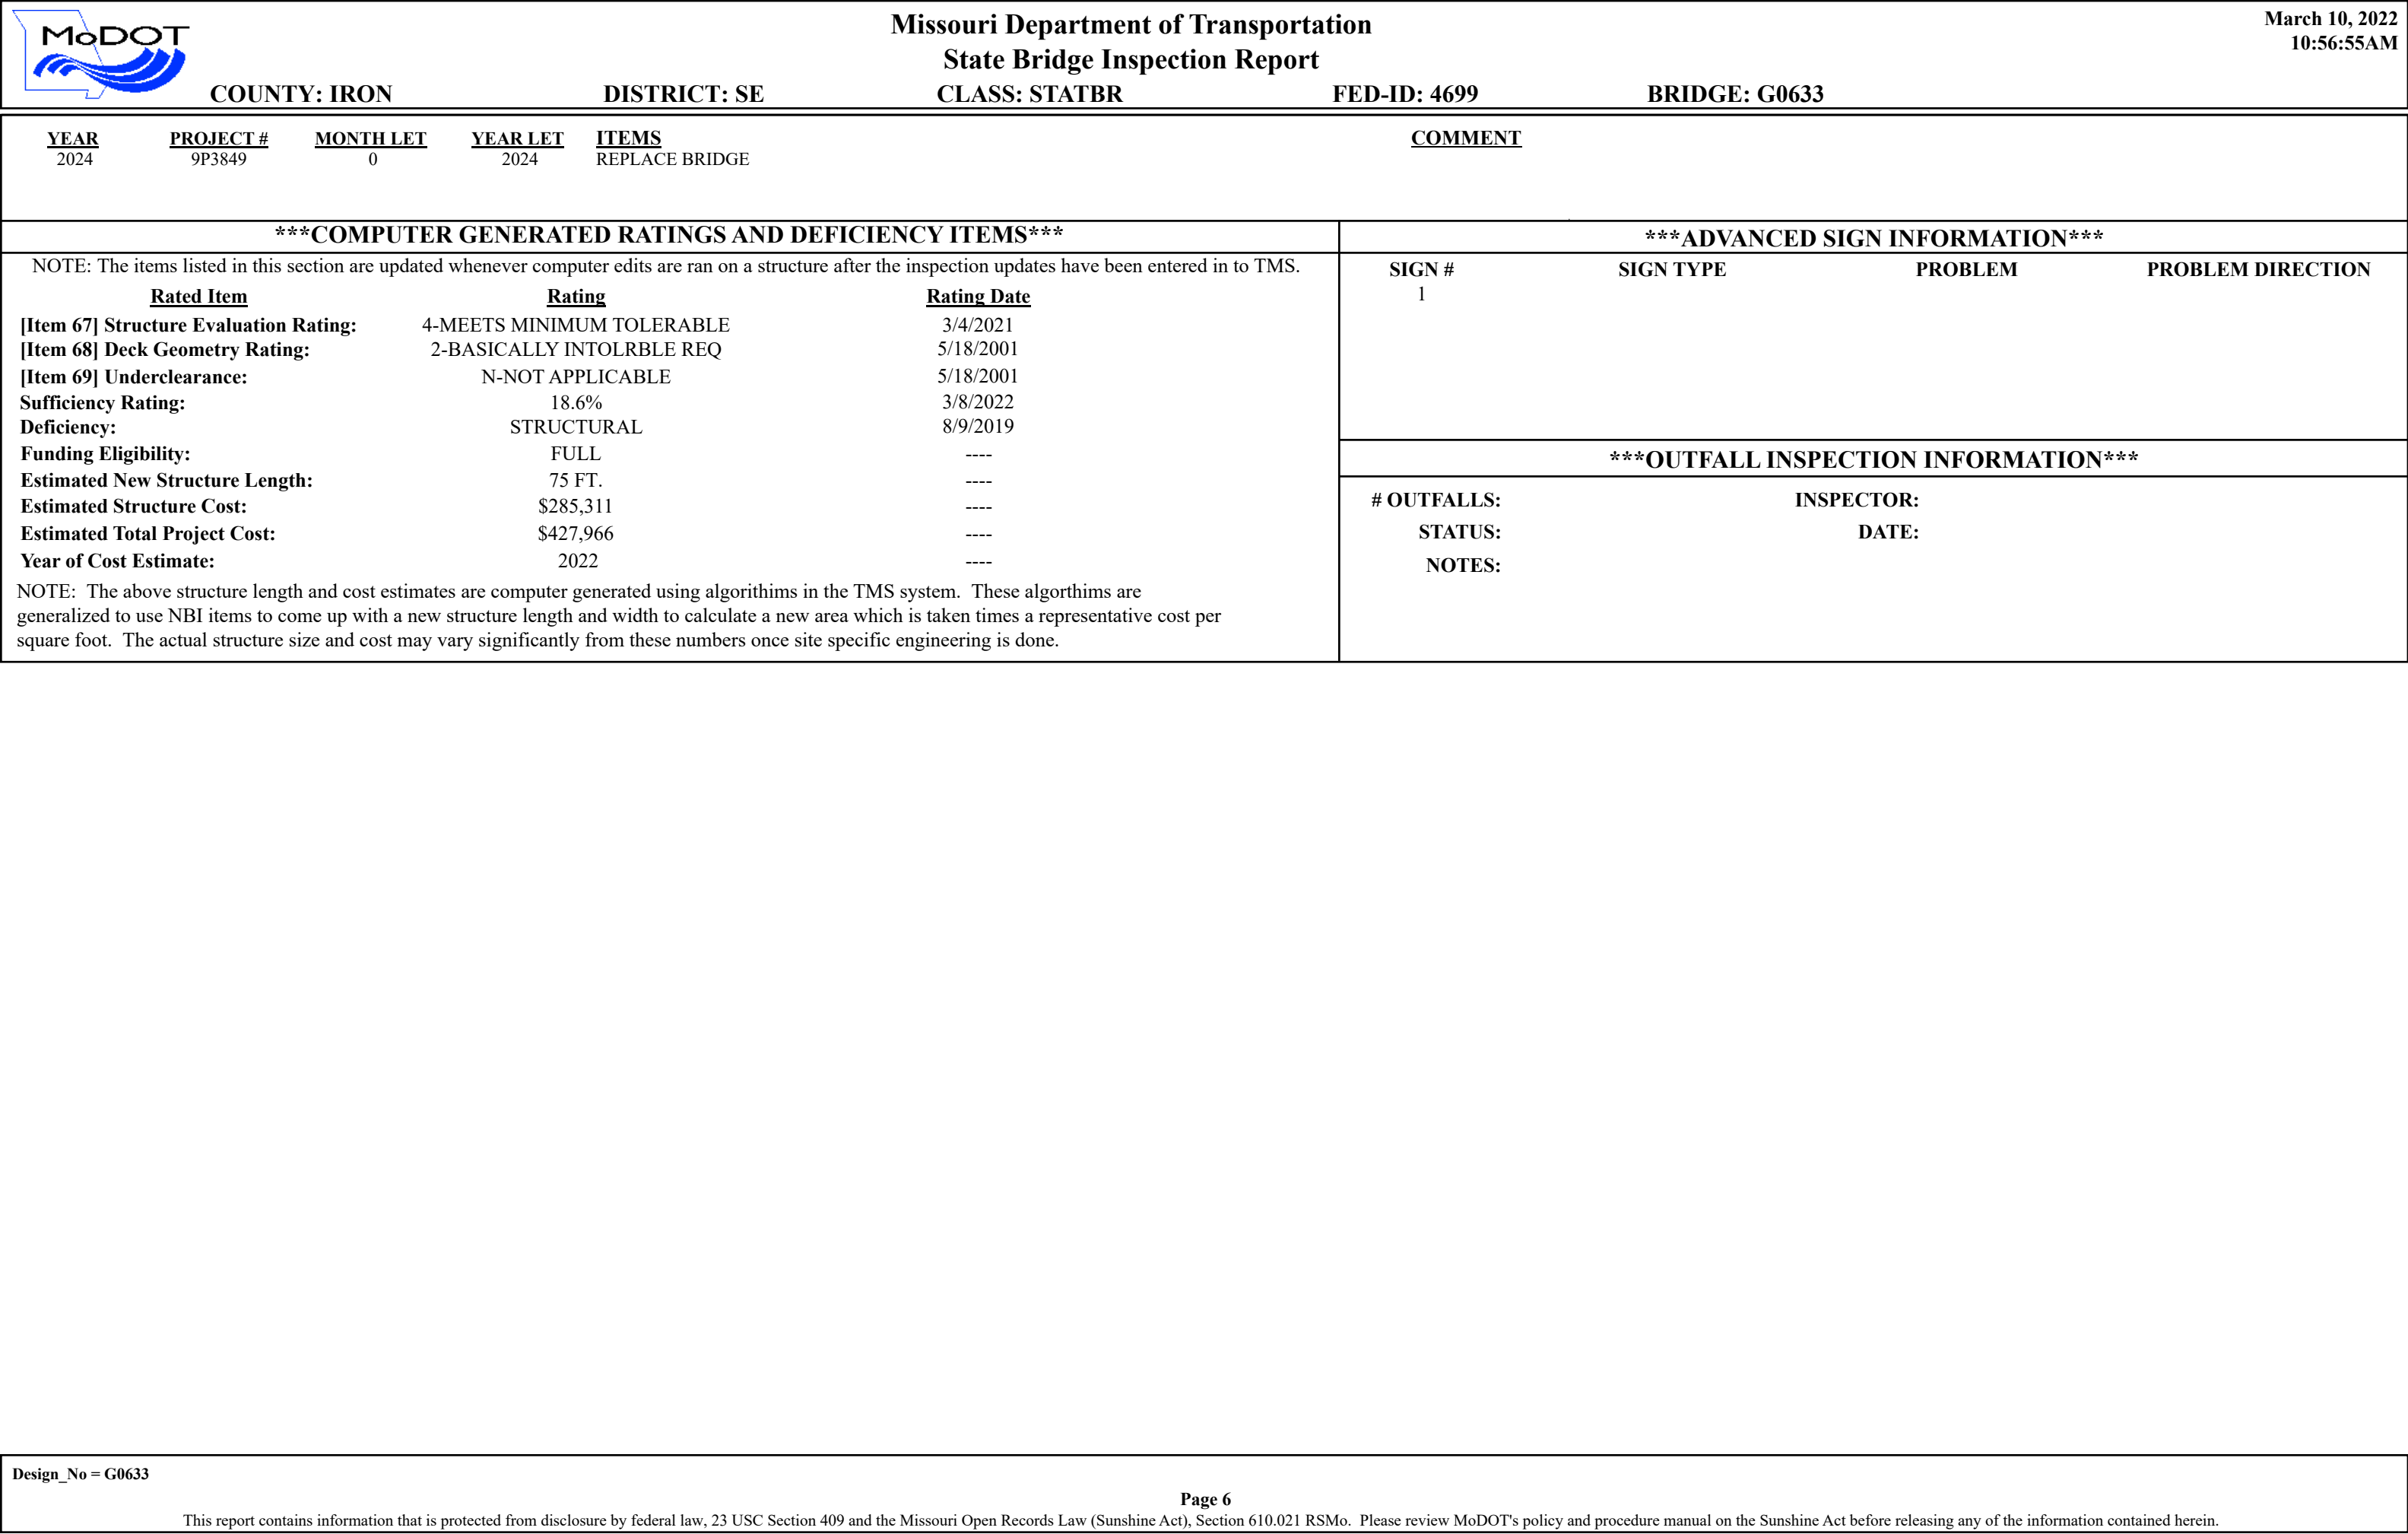 MoDOT
Missouri Department of Transportation
State Bridge Inspection Report
March 10, 2022
10:56:55AM
COUNTY: IRON DISTRICT: SE CLASS: STATBR FED-ID: 4699 BRIDGE: G0633
YEAR PROJECT # MONTH LET YEAR LET ITEMS COMMENT
2024 9P3849 0 2024 REPLACE BRIDGE
***COMPUTER GENERATED RATINGS AND DEFICIENCY ITEMS***
NOTE: The items listed in this section are updated whenever computer edits are ran on a structure after the inspection updates have been entered in to TMS.
Rated Item Rating Rating Date
[Item 67] Structure Evaluation Rating: 4-MEETS MINIMUM TOLERABLE 3/4/2021
[Item 68] Deck Geometry Rating: 2-BASICALLY INTOLRBLE REQ 5/18/2001
[Item 69] Underclearance: N-NOT APPLICABLE 5/18/2001
Sufficiency Rating: 18.6% 3/8/2022
Deficiency: STRUCTURAL 8/9/2019
Funding Eligibility: FULL ----
Estimated New Structure Length: 75 FT. ----
Estimated Structure Cost: $285,311 ----
Estimated Total Project Cost: $427,966 ----
Year of Cost Estimate: 2022 ----
NOTE: The above structure length and cost estimates are computer generated using algorithims in the TMS system. These algorthims are
generalized to use NBI items to come up with a new structure length and width to calculate a new area which is taken times a representative cost per
square foot. The actual structure size and cost may vary significantly from these numbers once site specific engineering is done.
***ADVANCED SIGN INFORMATION***
SIGN # SIGN TYPE PROBLEM PROBLEM DIRECTION
1
***OUTFALL INSPECTION INFORMATION***
# OUTFALLS: INSPECTOR:
STATUS: DATE:
NOTES:
Design_No = G0633
Page 6
This report contains information that is protected from disclosure by federal law, 23 USC Section 409 and the Missouri Open Records Law (Sunshine Act), Section 610.021 RSMo. Please review MoDOT's policy and procedure manual on the Sunshine Act before releasing any of the information contained herein.